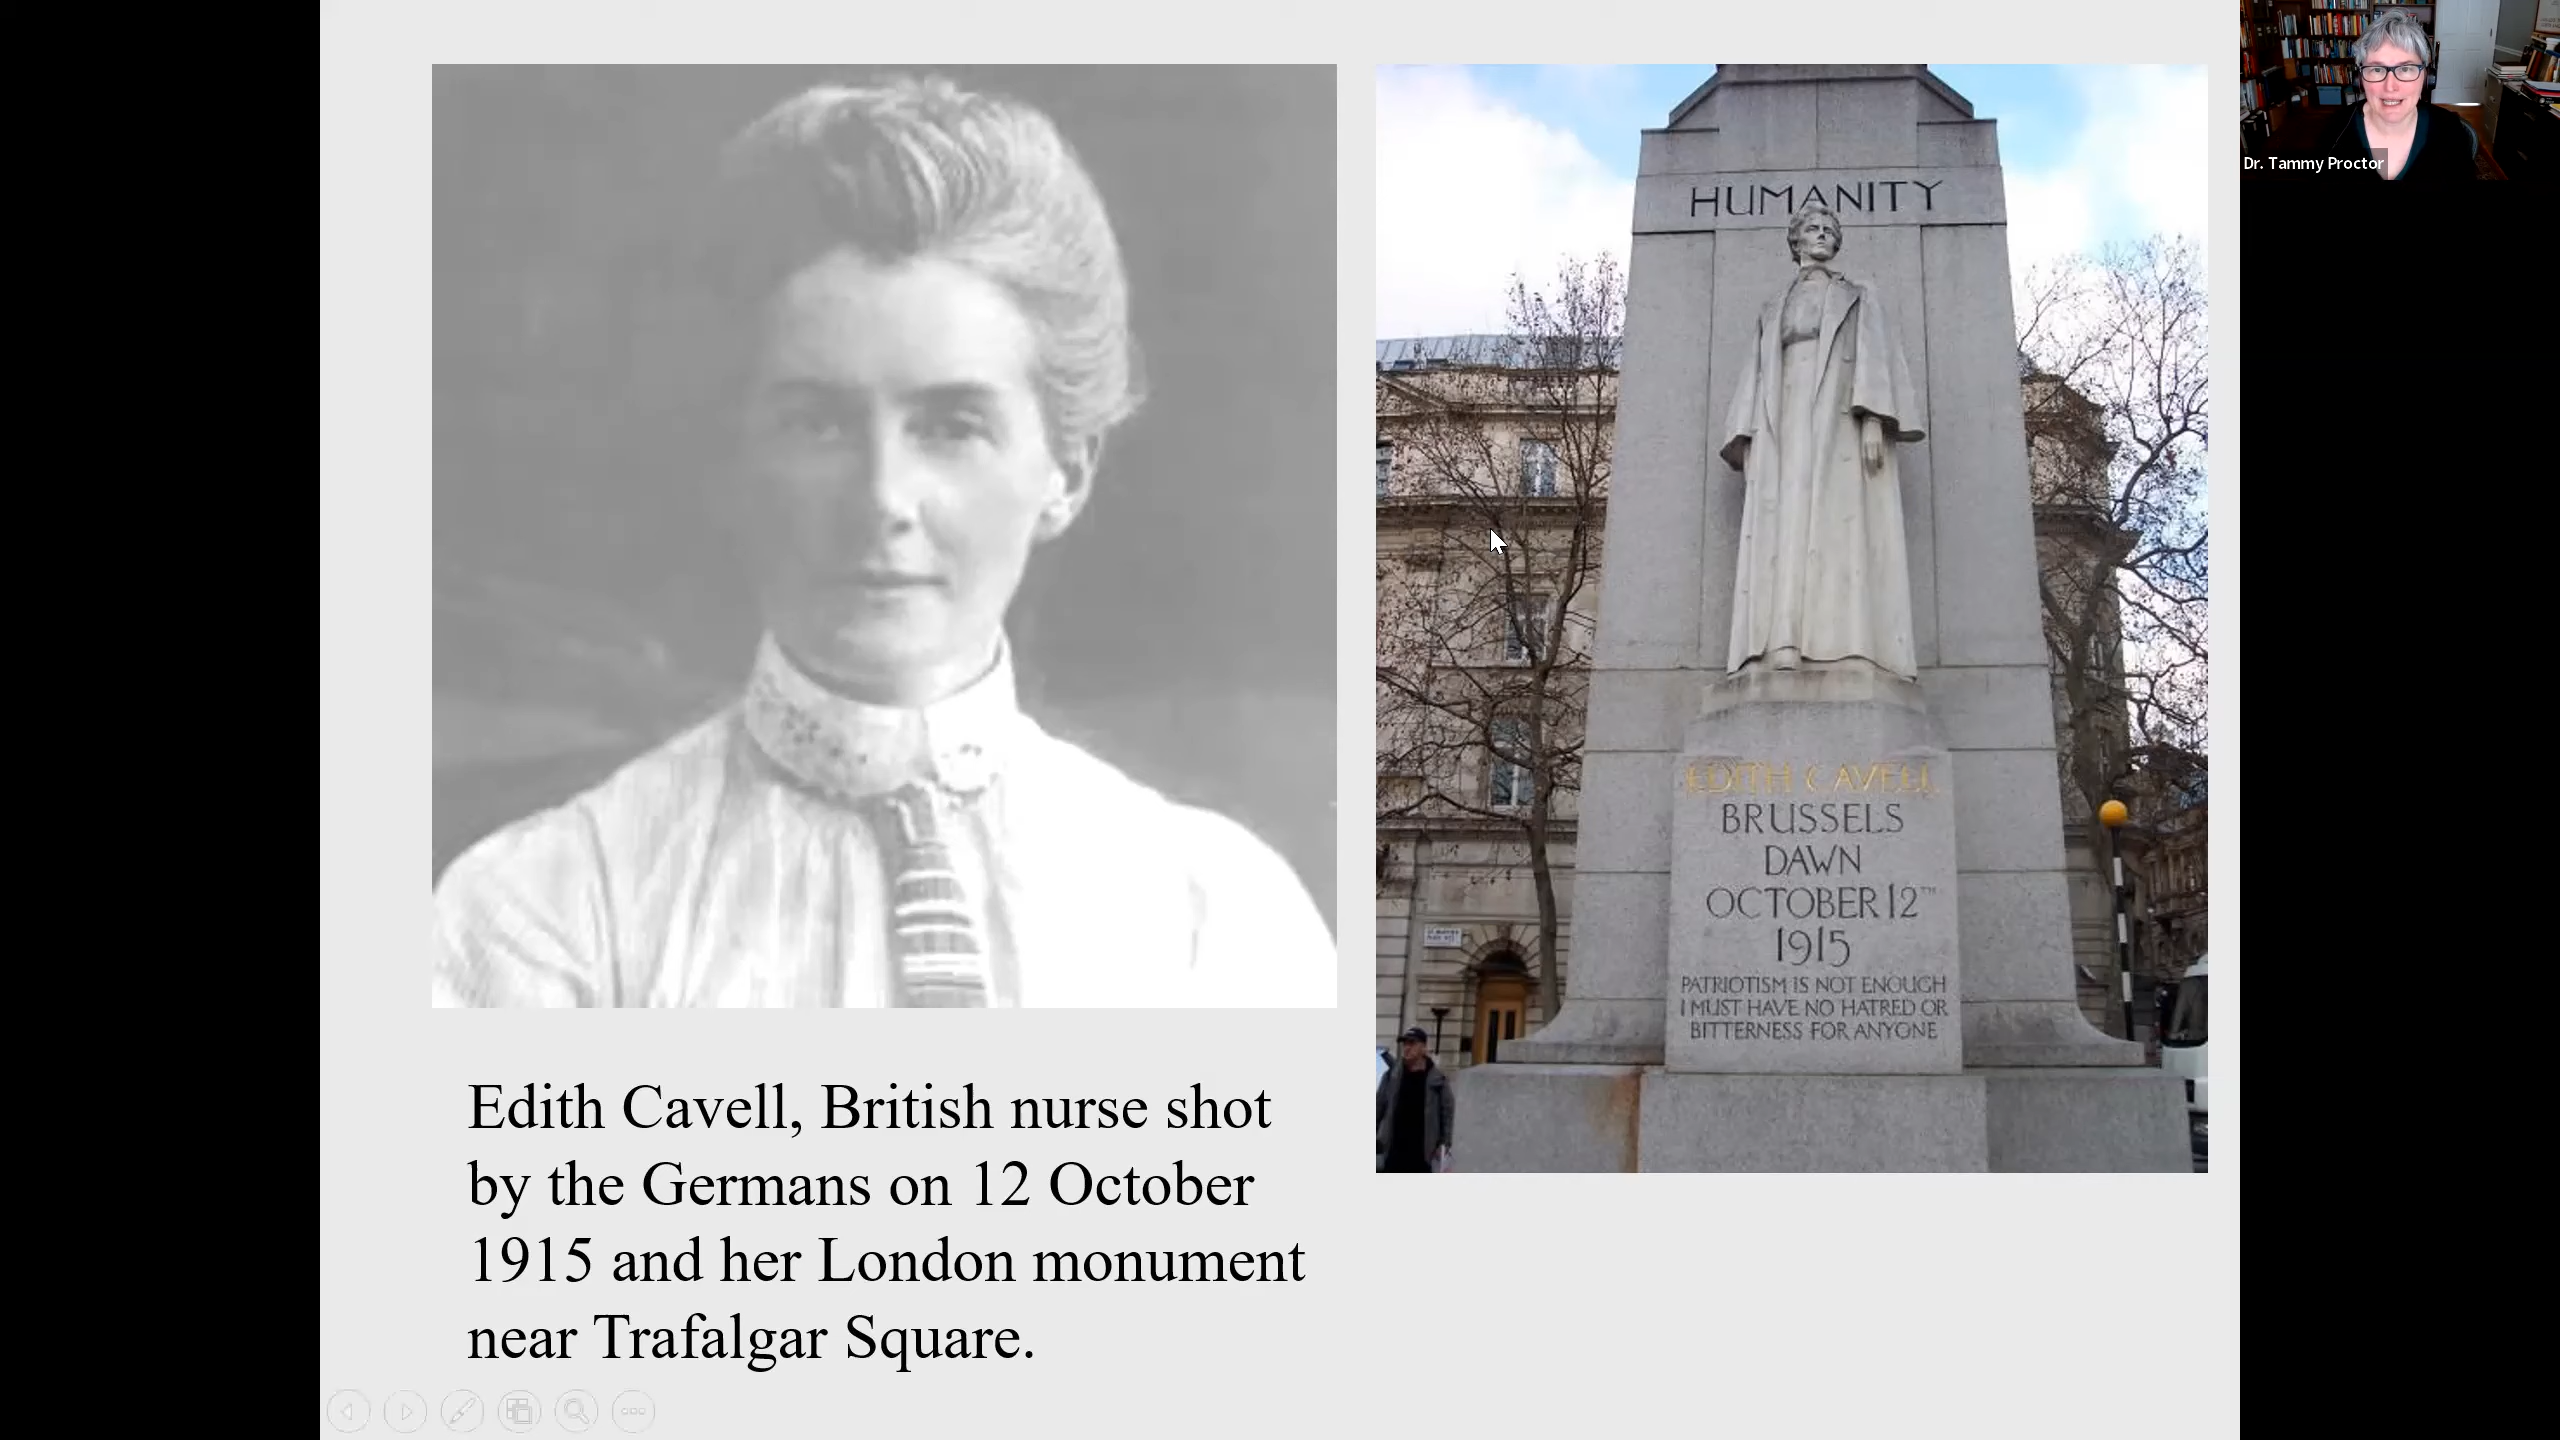 HUMANITY
EDITH CAVELL
BRUSSELS
DAWN
OCTOBER 12TH
1915
PATRIOTISM IS NOT ENOUGH
I MUST HAVE NO HATRED OR
BITTERNESS FOR ANYONE
Edith Cavell, British nurse shot
by the Germans on 12 October
1915 and her London monument
near Trafalgar Square.
Dr. Tammy Proctor